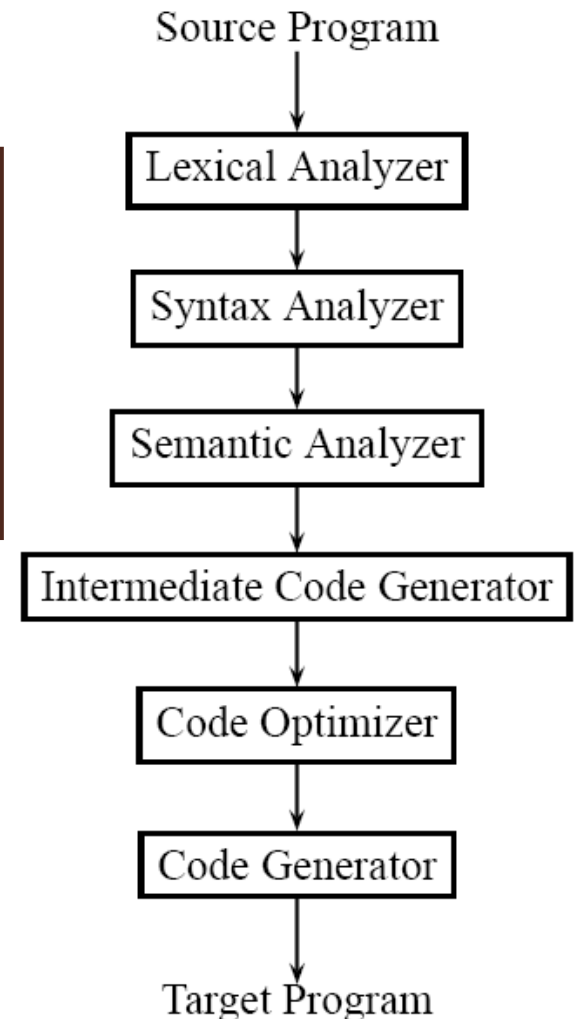 Source Program
Lexical Analyzer
Syntax Analyzer
Semantic Analyzer
Intermediate Code Generator
Code Optimizer
Code Generator
Target Program